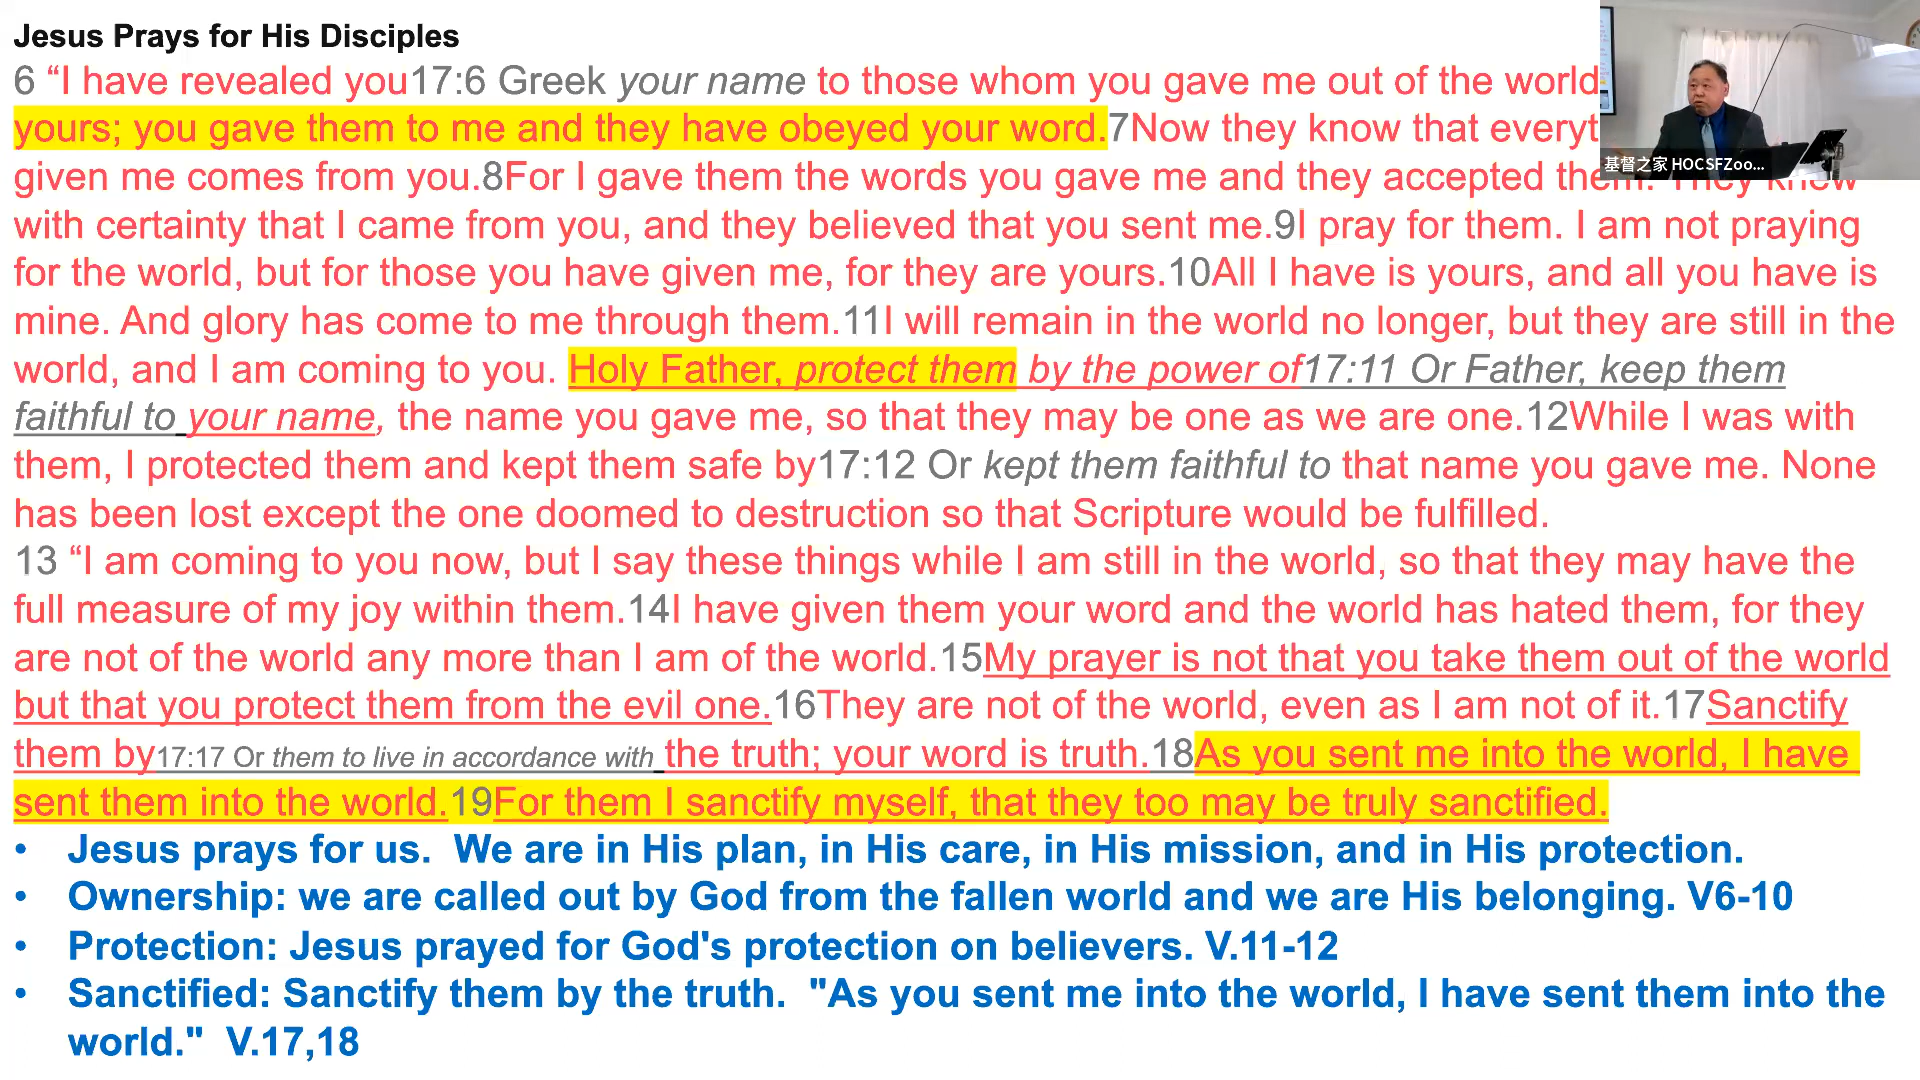 Jesus Prays for His Disciples
6 “I have revealed you17:6 Greek your name to those whom you gave me out of the world
yours; you gave them to me and they have obeyed your word.7Now they know that everyt
given me comes from you.8For I gave them the words you gave me and they accepted them. They knew
with certainty that I came from you, and they believed that you sent me.9I pray for them. I am not praying
for the world, but for those you have given me, for they are yours.10All I have is yours, and all you have is
mine. And glory has come to me through them.11I will remain in the world no longer, but they are still in the
world, and I am coming to you. Holy Father, protect them by the power of17:11 Or Father, keep them
faithful to your name, the name you gave me, so that they may be one as we are one.12While I was with
them, I protected them and kept them safe by17:12 Or kept them faithful to that name you gave me. None
has been lost except the one doomed to destruction so that Scripture would be fulfilled.
13 “I am coming to you now, but I say these things while I am still in the world, so that they may have the
full measure of my joy within them.14I have given them your word and the world has hated them, for they
are not of the world any more than I am of the world.15My prayer is not that you take them out of the world
but that you protect them from the evil one.16They are not of the world, even as I am not of it.17Sanctify
them by17:17 Or them to live in accordance with the truth; your word is truth.18As you sent me into the world, I have
sent them into the world.19For them I sanctify myself, that they too may be truly sanctified.
• Jesus prays for us.  We are in His plan, in His care, in His mission, and in His protection.
• Ownership: we are called out by God from the fallen world and we are His belonging. V6-10
• Protection: Jesus prayed for God's protection on believers. V.11-12
• Sanctified: Sanctify them by the truth.  "As you sent me into the world, I have sent them into the
world."  V.17,18
基督之家 HOCSFZoo...